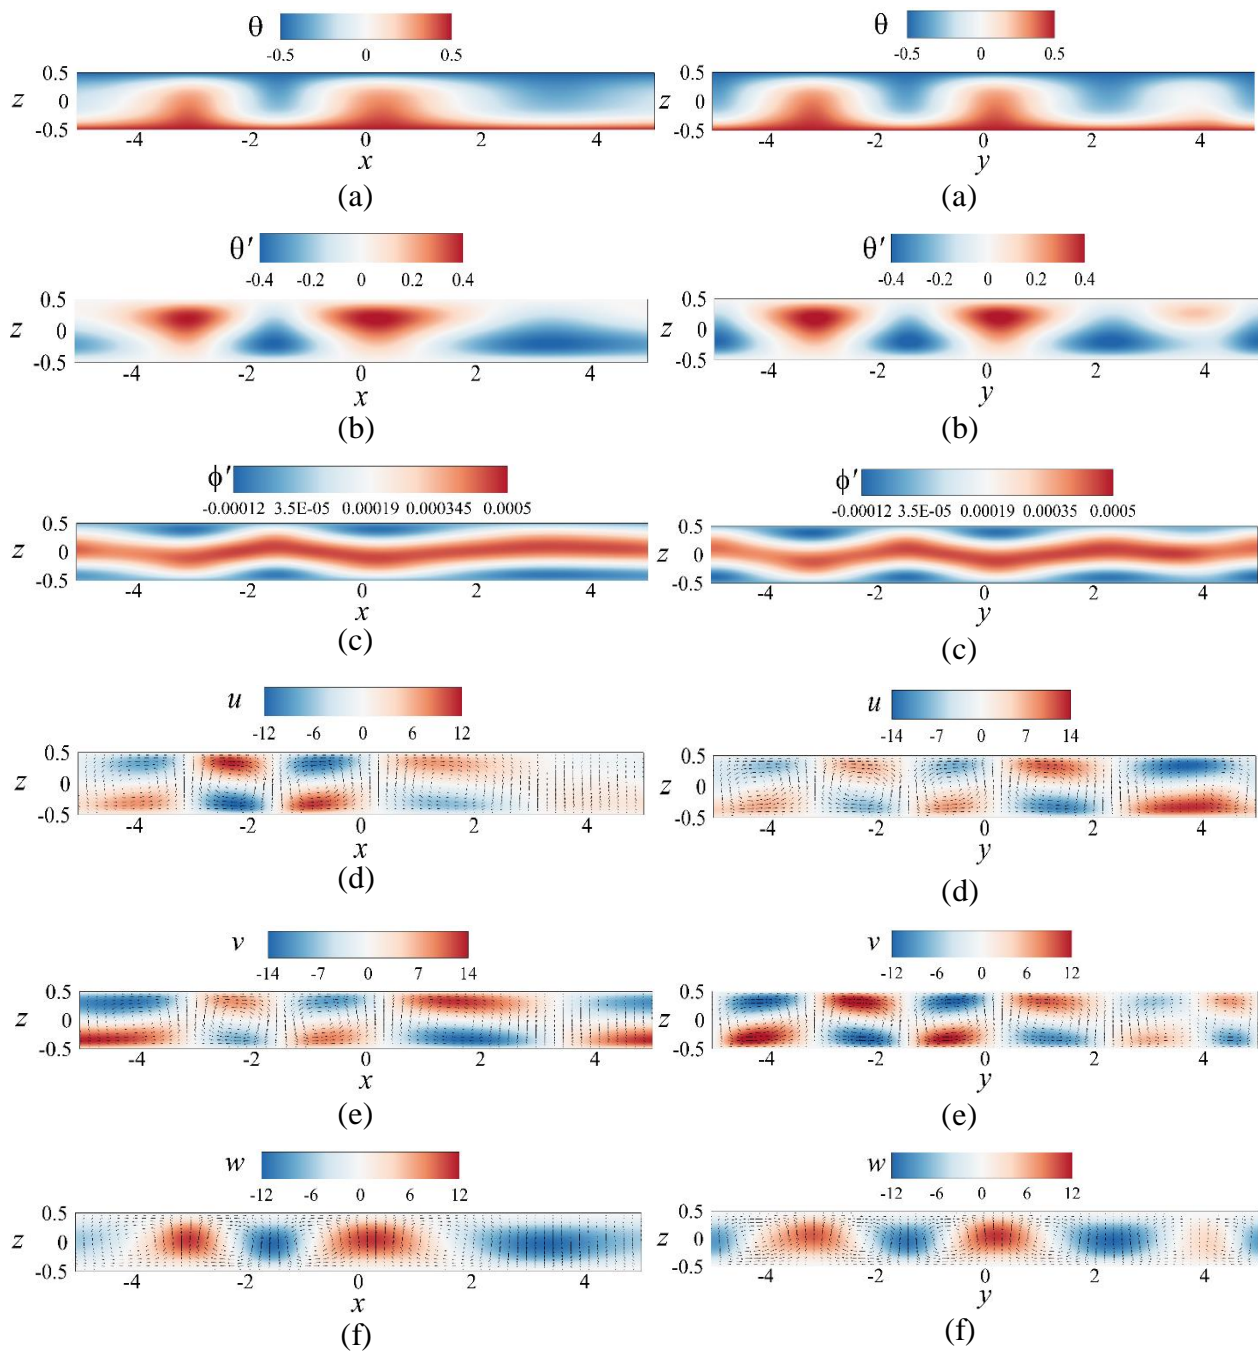 θ
-0.5 0 0.5
z
0.5
0
-0.5
-4 -2 0 2 4
x
(a)
θ
-0.5 0 0.5
z
0.5
0
-0.5
-4 -2 0 2 4
y
(a)
θ′
-0.4 -0.2 0 0.2 0.4
z
0.5
0
-0.5
-4 -2 0 2 4
x
(b)
θ′
-0.4 -0.2 0 0.2 0.4
z
0.5
0
-0.5
-4 -2 0 2 4
y
(b)
ϕ′
-0.00012 3.5E-05 0.00019 0.000345 0.0005
z
0.5
0
-0.5
-4 -2 0 2 4
x
(c)
ϕ′
-0.00012 3.5E-05 0.00019 0.00035 0.0005
z
0.5
0
-0.5
-4 -2 0 2 4
y
(c)
u
-12 -6 0 6 12
z
0.5
0
-0.5
-4 -2 0 2 4
x
(d)
u
-14 -7 0 7 14
z
0.5
0
-0.5
-4 -2 0 2 4
y
(d)
v
-14 -7 0 7 14
z
0.5
0
-0.5
-4 -2 0 2 4
x
(e)
v
-12 -6 0 6 12
z
0.5
0
-0.5
-4 -2 0 2 4
y
(e)
w
-12 -6 0 6 12
z
0.5
0
-0.5
-4 -2 0 2 4
x
(f)
w
-12 -6 0 6 12
z
0.5
0
-0.5
-4 -2 0 2 4
y
(f)